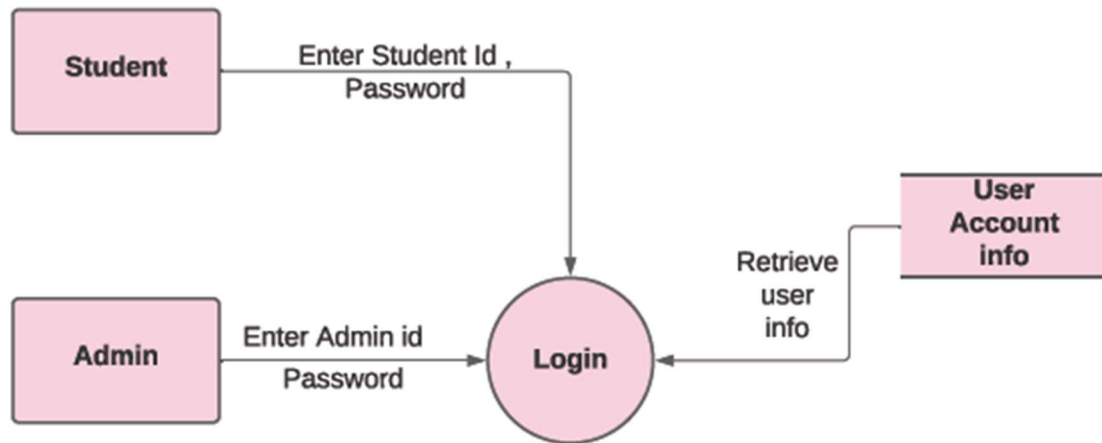 Student
Enter Student Id ,
Password
User
Account
info
Retrieve
user
info
Admin
Enter Admin id
Password
Login